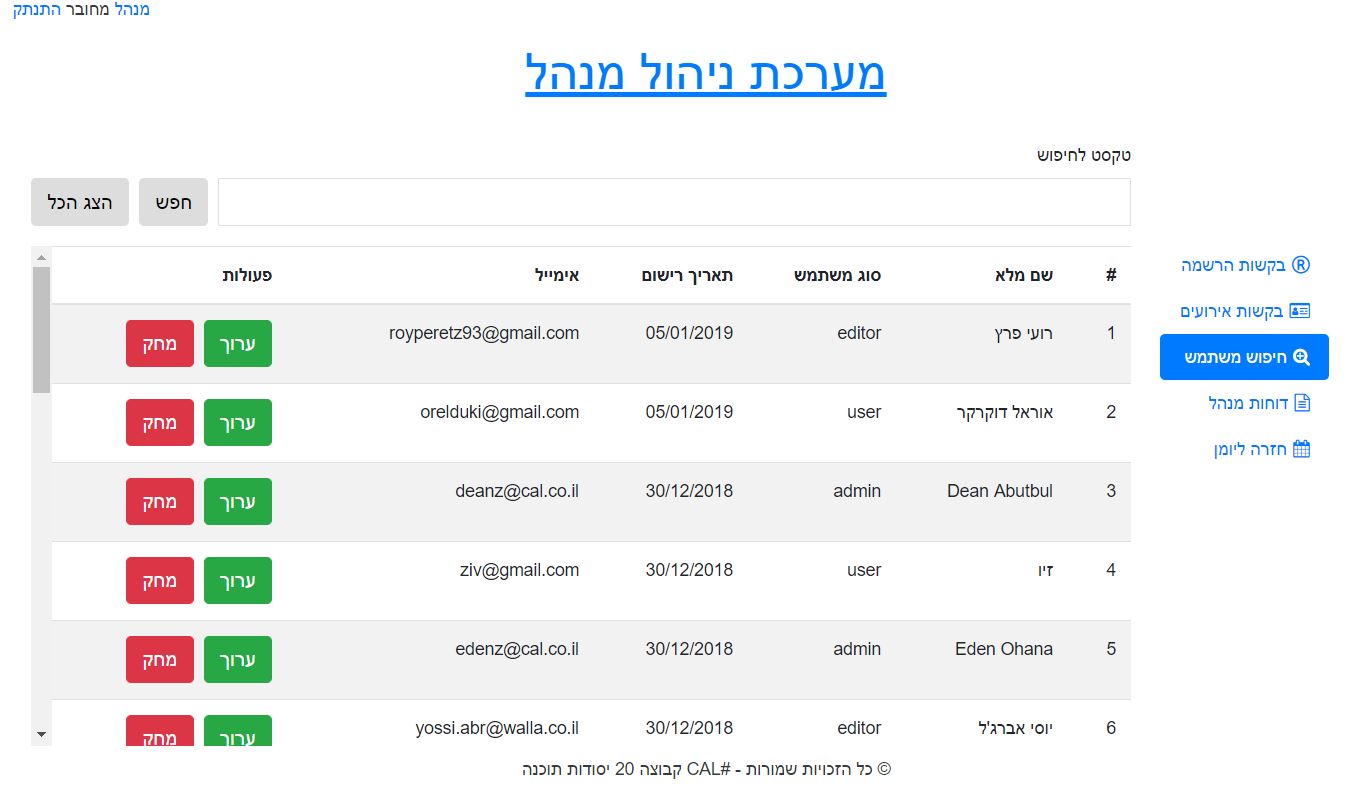 מנהל מחובר התנתק
מערכת ניהול מנהל
טקסט לחיפוש
חפש הצג הכל
בקשות הרשמה
בקשות אירועים
חיפוש משתמש
דוחות מנהל
חזרה ליומן
# שם מלא סוג משתמש תאריך רישום אימייל פעולות
1 רועי פרץ editor 05/01/2019 royperetz93@gmail.com ערוך מחק
2 אוראל דוקרקר user 05/01/2019 orelduki@gmail.com ערוך מחק
3 Dean Abutbul admin 30/12/2018 deanz@cal.co.il ערוך מחק
4 זיו user 30/12/2018 ziv@gmail.com ערוך מחק
5 Eden Ohana admin 30/12/2018 edenz@cal.co.il ערוך מחק
6 יוסי אברג'ל editor 30/12/2018 yossi.abr@walla.co.il ערוך מחק
© כל הזכויות שמורות - #CAL קבוצה 20 יסודות תוכנה